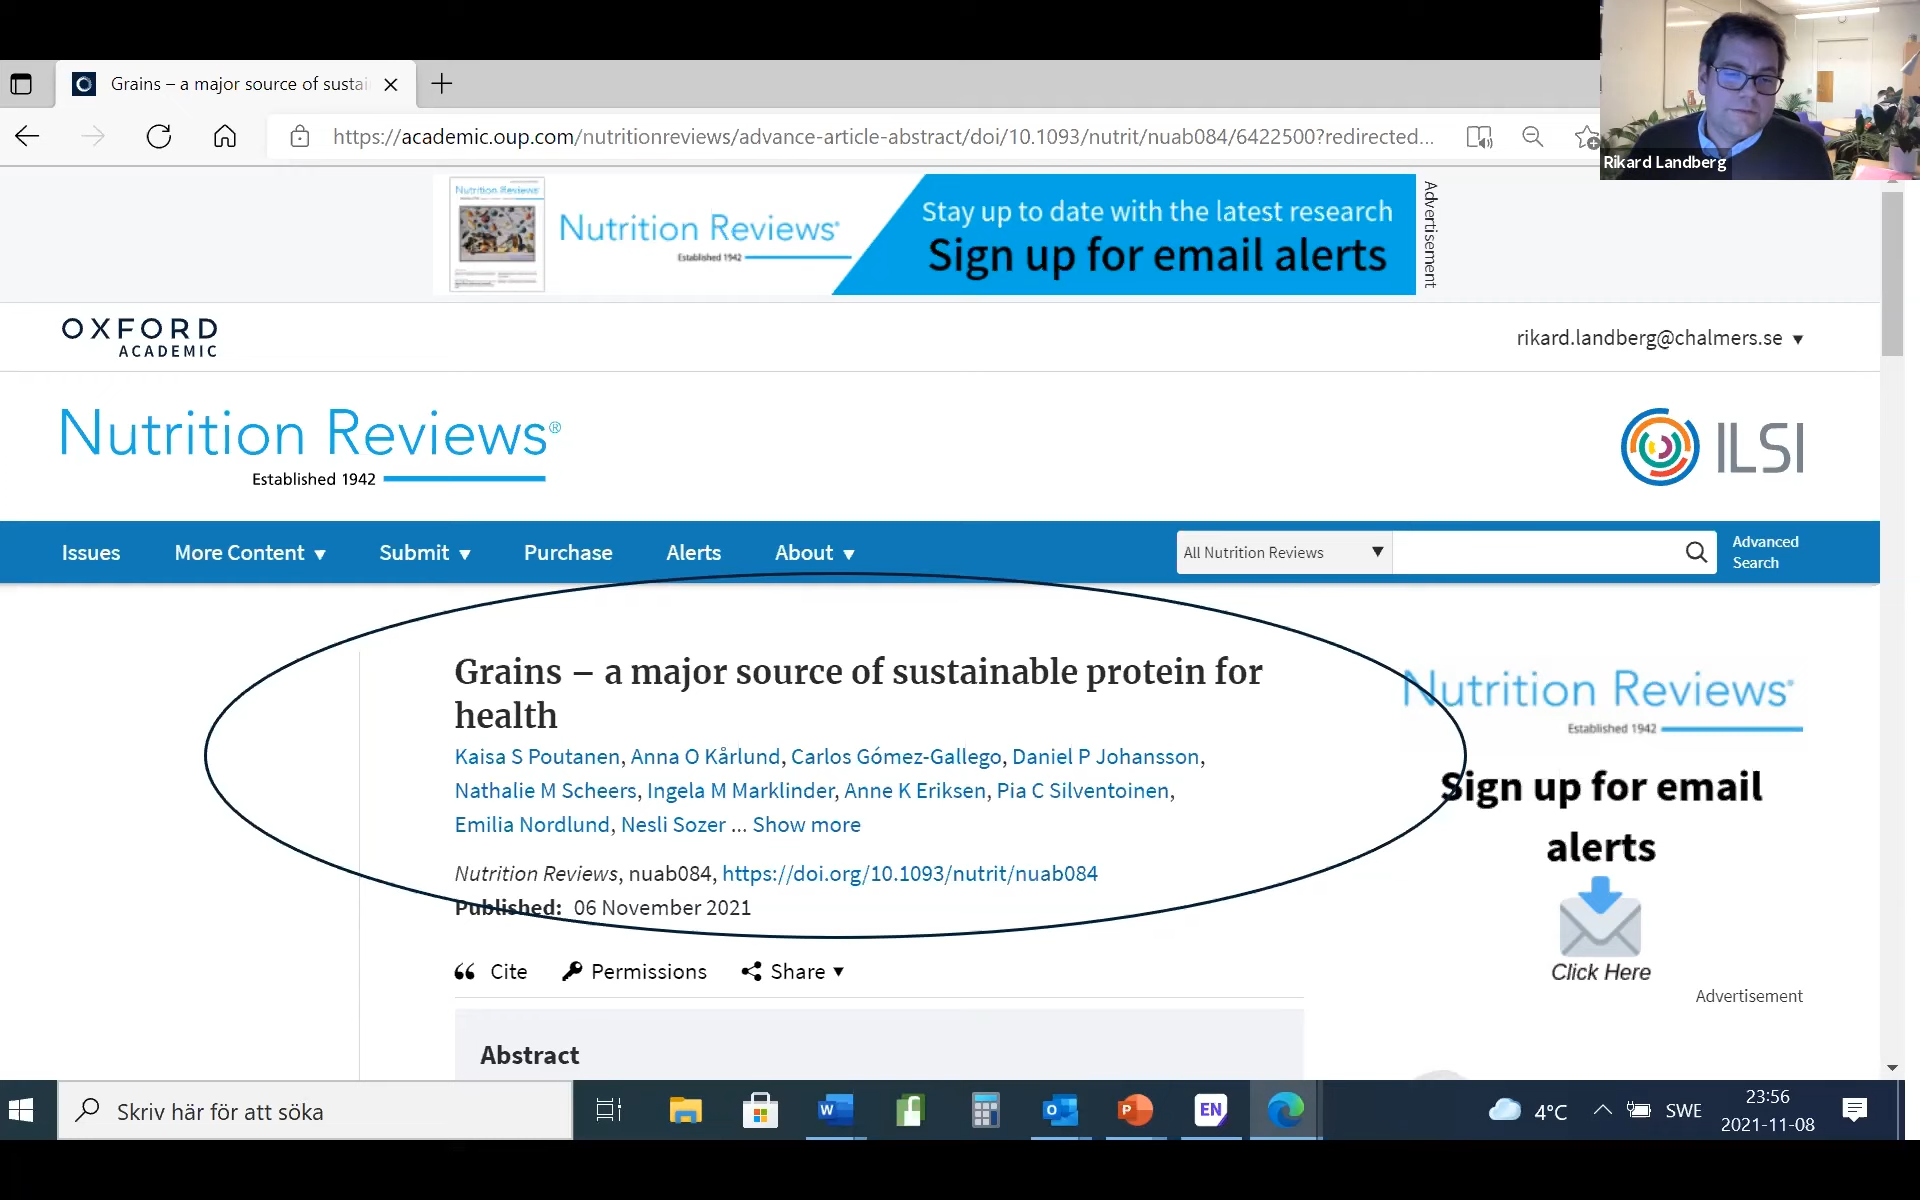 Grains – a major source of sustai
https://academic.oup.com/nutritionreviews/advance-article-abstract/doi/10.1093/nutrit/nuab084/6422500?redirected...
Rikard Landberg
Nutrition Reviews
Nutrition Reviews®
Established 1942
Stay up to date with the latest research
Sign up for email alerts
Advertisement
OXFORD
ACADEMIC
rikard.landberg@chalmers.se
Nutrition Reviews®
Established 1942
ILSI
Issues More Content Submit Purchase Alerts About
All Nutrition Reviews
Advanced
Search
Grains – a major source of sustainable protein for
health
Kaisa S Poutanen, Anna O Kårlund, Carlos Gómez-Gallego, Daniel P Johansson,
Nathalie M Scheers, Ingela M Marklinder, Anne K Eriksen, Pia C Silventoinen,
Emilia Nordlund, Nesli Sozer ... Show more
Nutrition Reviews, nuab084, https://doi.org/10.1093/nutrit/nuab084
Published: 06 November 2021
Cite Permissions Share
Abstract
Nutrition Reviews®
Established 1942
Sign up for email
alerts
Click Here
Advertisement
Skriv här för att söka
W
O
P
EN
4°C
SWE
23:56
2021-11-08